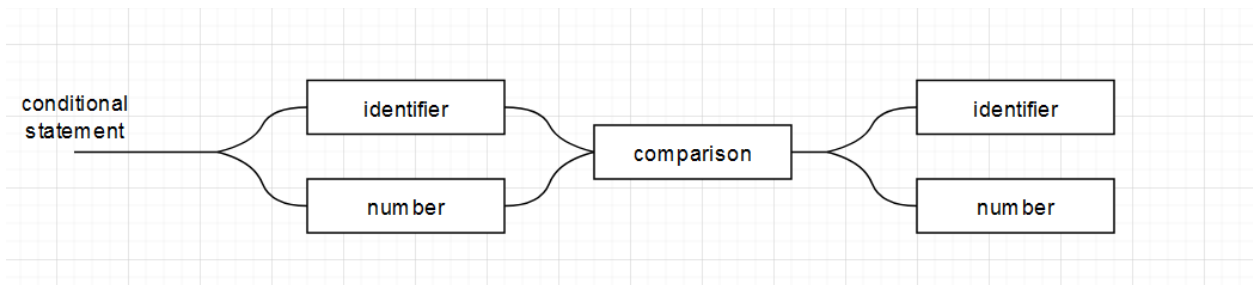 conditional
statement
identifier
number
comparison
identifier
number